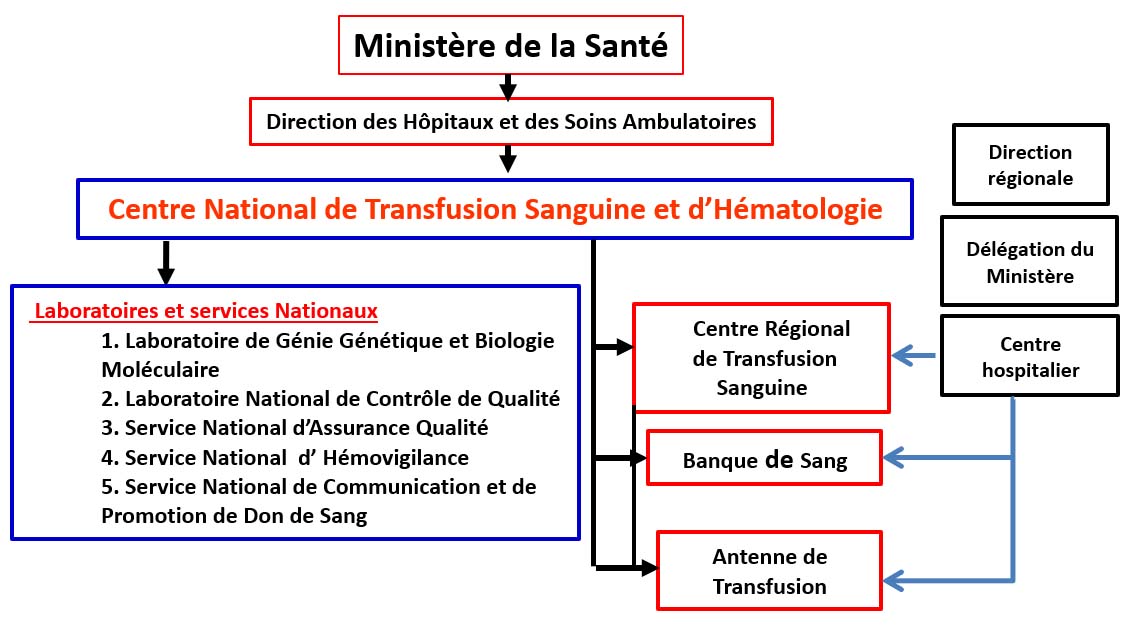 Ministère de la Santé
Direction des Hôpitaux et des Soins Ambulatoires
Centre National de Transfusion Sanguine et d’Hématologie
Direction
régionale
Délégation du
Ministère
Centre
hospitalier
Laboratoires et services Nationaux
1. Laboratoire de Génie Génétique et Biologie
Moléculaire
2. Laboratoire National de Contrôle de Qualité
3. Service National d’Assurance Qualité
4. Service National d’ Hémovigilance
5. Service National de Communication et de
Promotion de Don de Sang
Centre Régional
de Transfusion
Sanguine
Banque de Sang
Antenne de
Transfusion